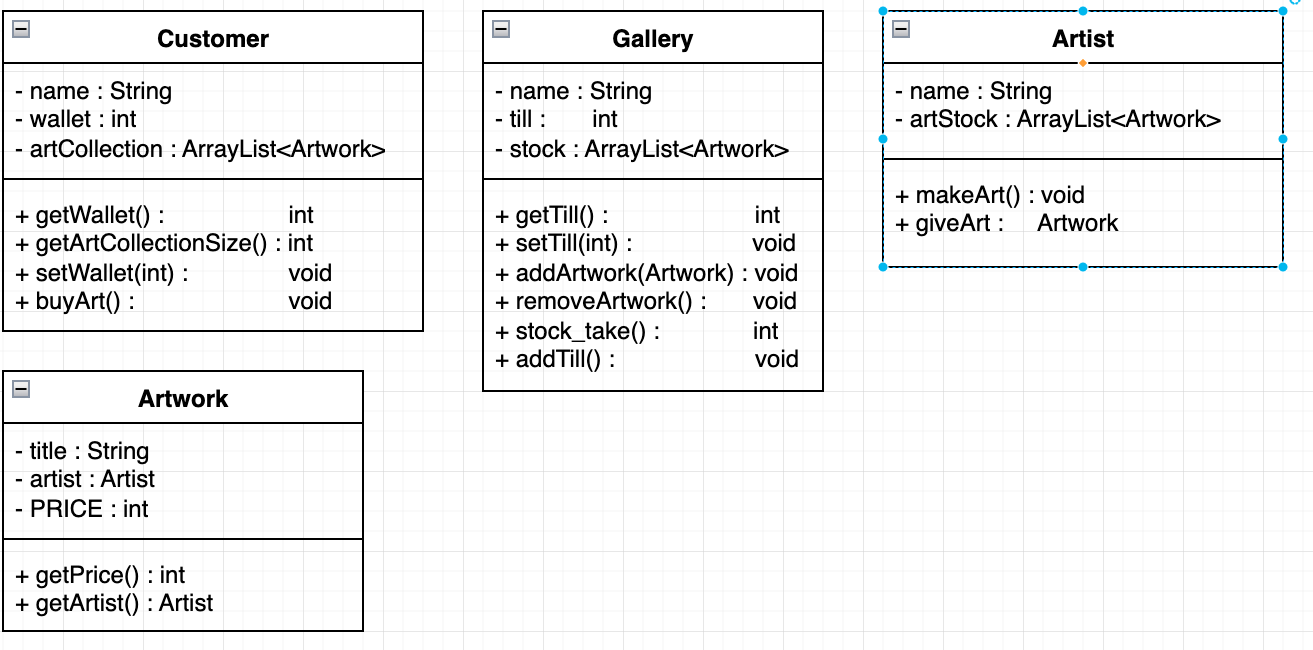 Customer
- name : String
- wallet : int
- artCollection : ArrayList<Artwork>
+ getWallet() : int
+ getArtCollectionSize() : int
+ setWallet(int) : void
+ buyArt() : void
Gallery
- name : String
- till : int
- stock : ArrayList<Artwork>
+ getTill() : int
+ setTill(int) : void
+ addArtwork(Artwork) : void
+ removeArtwork() : void
+ stock_take() : int
+ addTill() : void
Artist
- name : String
- artStock : ArrayList<Artwork>
+ makeArt() : void
+ giveArt : Artwork
Artwork
- title : String
- artist : Artist
- PRICE : int
+ getPrice() : int
+ getArtist() : Artist